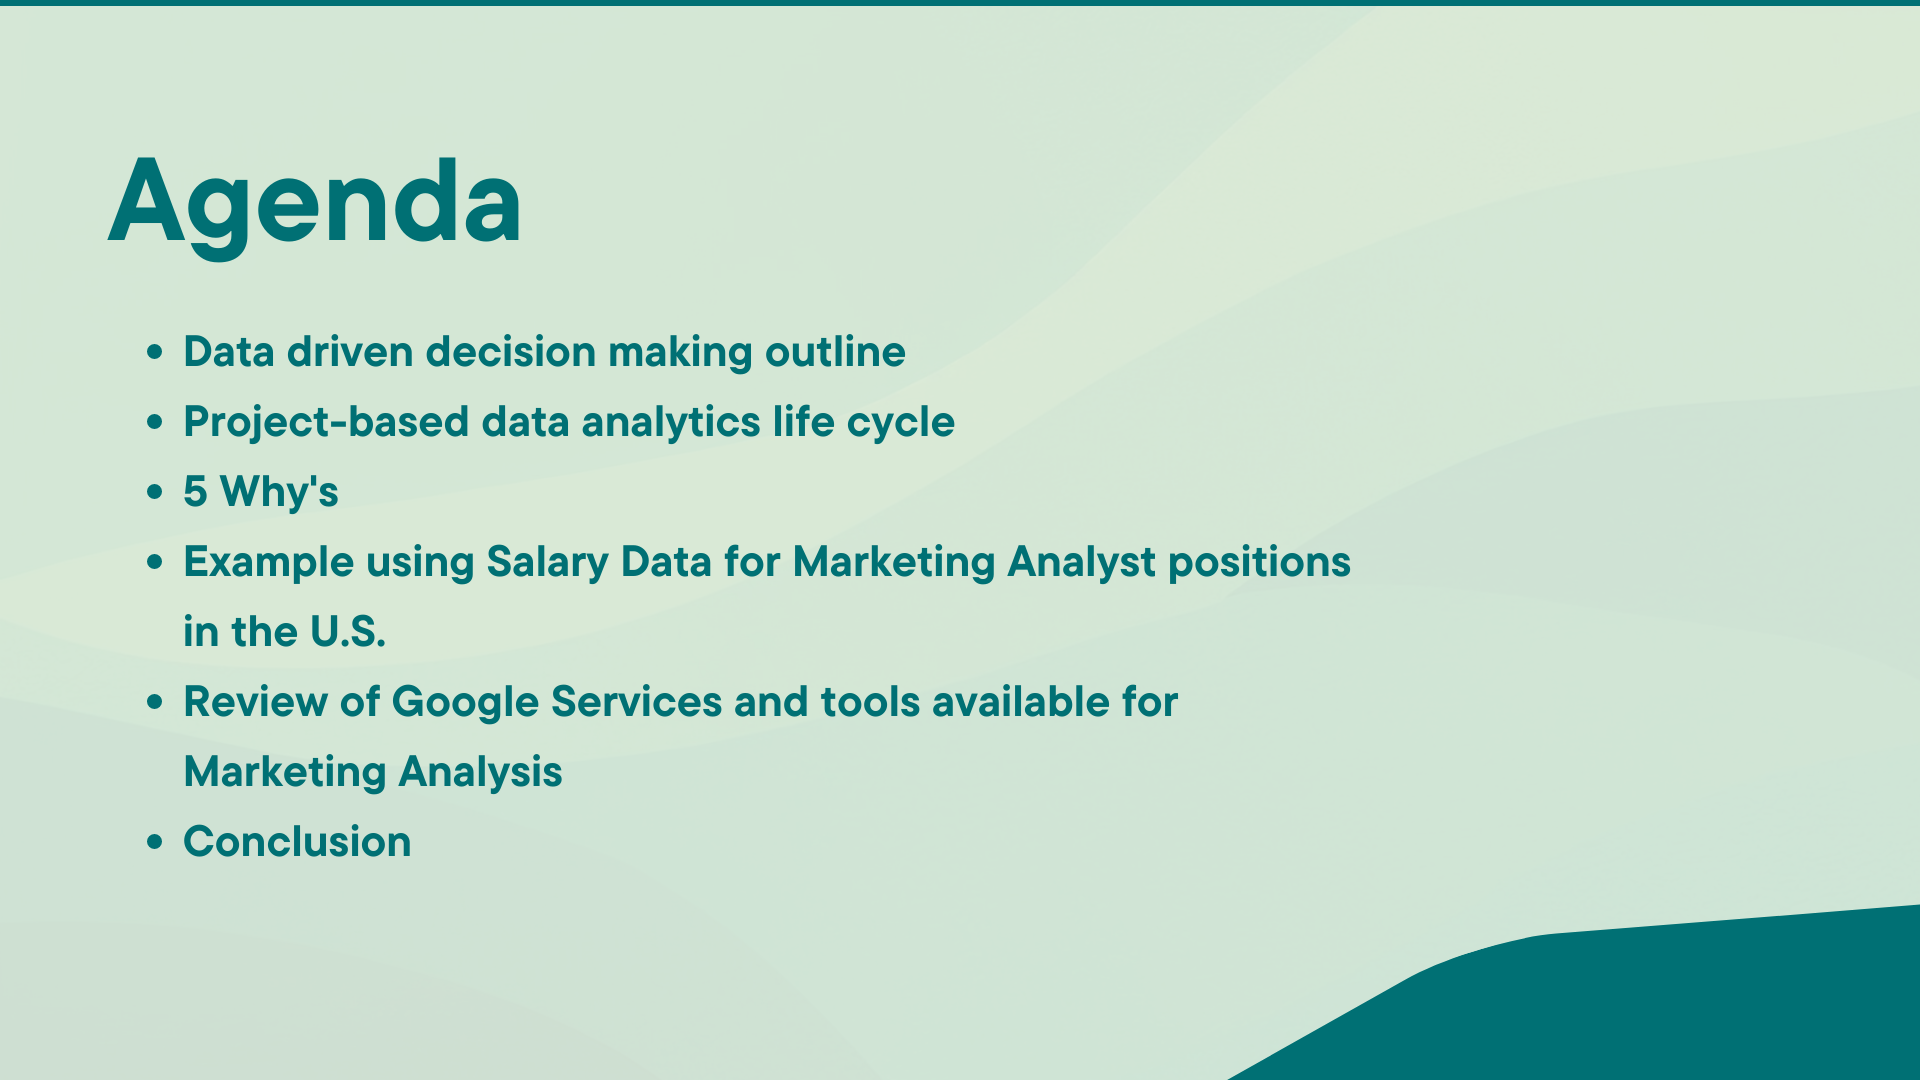 Agenda
• Data driven decision making outline
• Project-based data analytics life cycle
• 5 Why's
• Example using Salary Data for Marketing Analyst positions
in the U.S.
• Review of Google Services and tools available for
Marketing Analysis
• Conclusion